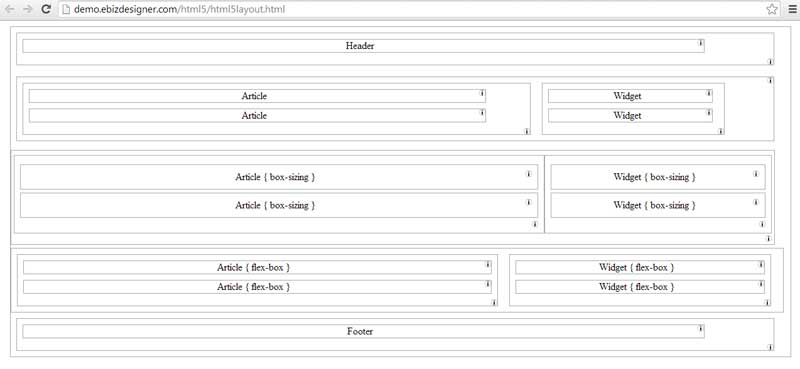 demo.ebizdesigner.com/html5/html5layout.html
Header
Article Widget
Article Widget
Article { box-sizing } Widget { box-sizing }
Article { box-sizing } Widget { box-sizing }
Article { flex-box } Widget { flex-box }
Article { flex-box } Widget { flex-box }
Footer